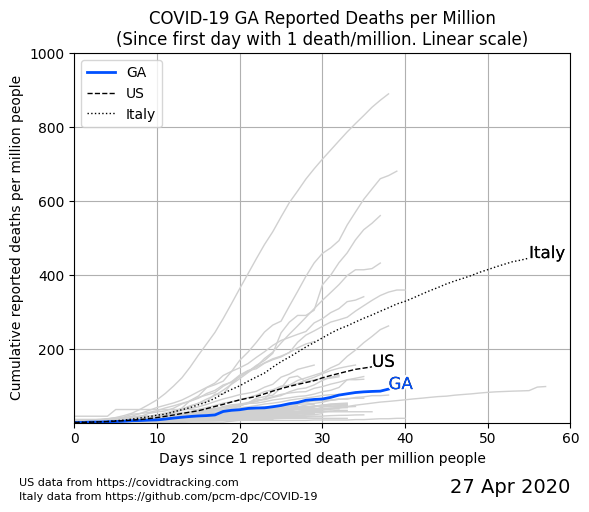 COVID-19 GA Reported Deaths per Million
(Since first day with 1 death/million. Linear scale)
Cumulative reported deaths per million people
1000
800
600
400
200
GA
US
Italy
Italy
US
GA
0 10 20 30 40 50 60
Days since 1 reported death per million people
US data from https://covidtracking.com
Italy data from https://github.com/pcm-dpc/COVID-19
27 Apr 2020